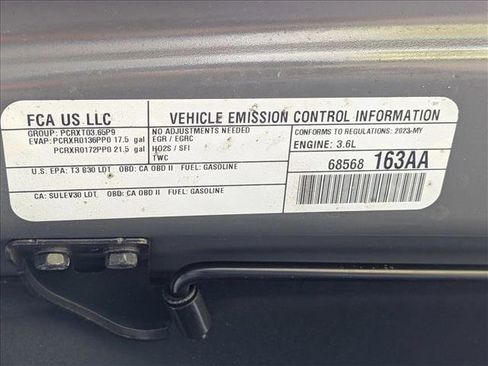 FCA US LLC
VEHICLE EMISSION CONTROL INFORMATION
GROUP: PCRXT03.65P9
EVAP: PCRXR0136PP0 17.5 gal
PCRXR0172PP0 21.5 gal
NO ADJUSTMENTS NEEDED
EGR / EGRC
HO2S / SFI
TWC
CONFORMS TO REGULATIONS: 2023-MY
ENGINE: 3.6L
68568 163AA
U.S. EPA: T3 B30 LDT OBD: CA OBD II FUEL: GASOLINE
CA: SULEV30 LDT OBD: CA OBD II FUEL: GASOLINE